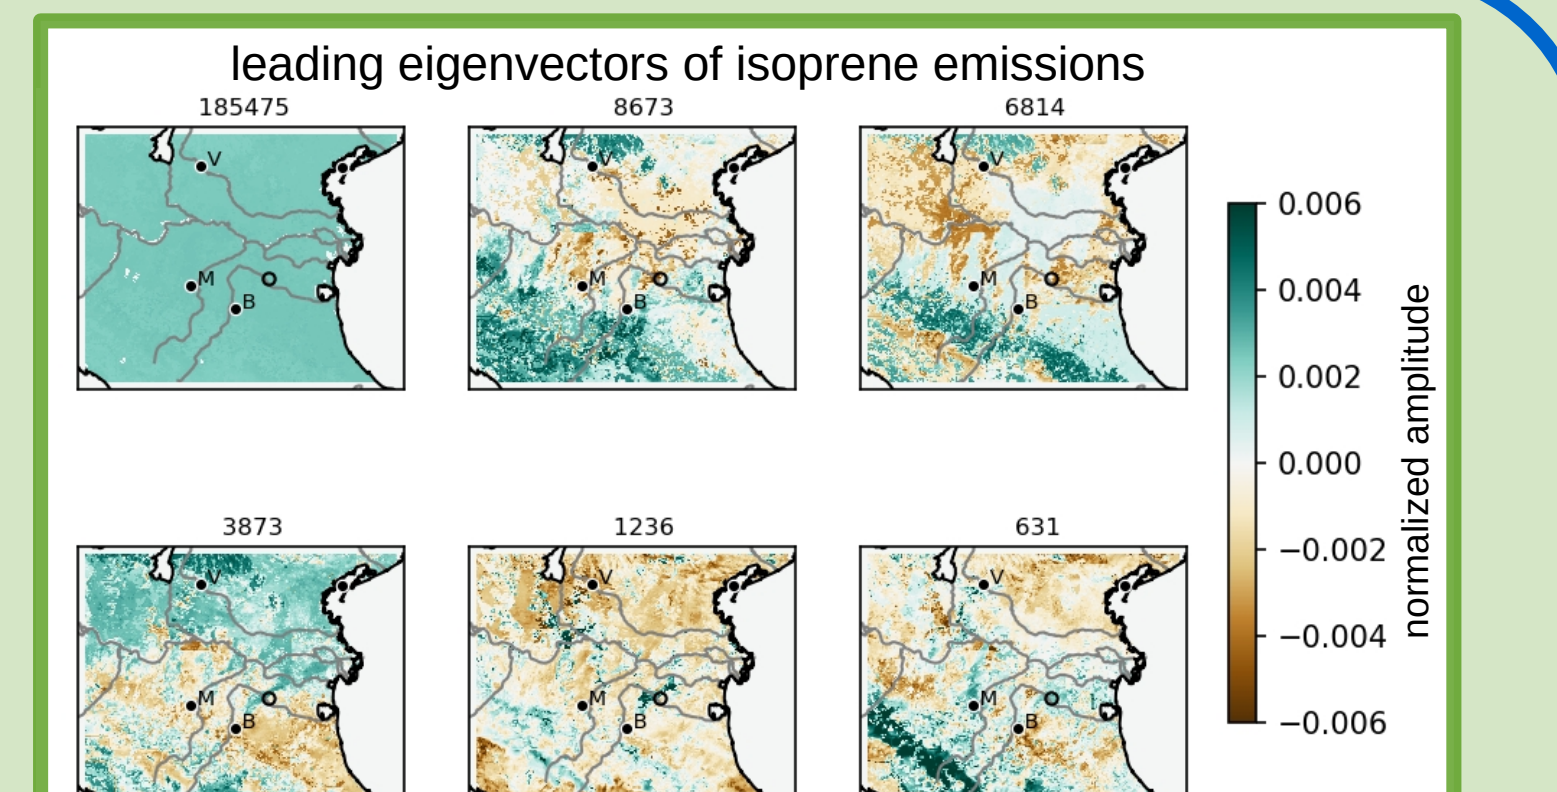 leading eigenvectors of isoprene emissions
185475
8673
6814
V
V
V
M
B
M
B
M
B
3873
1236
631
V
V
V
M
B
M
B
M
B
0.006
0.004
0.002
0.000
−0.002
−0.004
−0.006
normalized amplitude